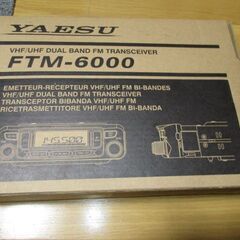 YAESU
VHF/UHF DUAL BAND FM TRANSCEIVER
FTM-6000
EMETTEUR-RECEPTEUR VHF/UHF FM BI-BANDES
VHF/UHF DUAL BAND FM TRANSCEIVER
TRANSCEPTOR BIBANDA VHF/UHF FM
RICETRASMETTITORE VHF/UHF FM BI-BANDA
145500